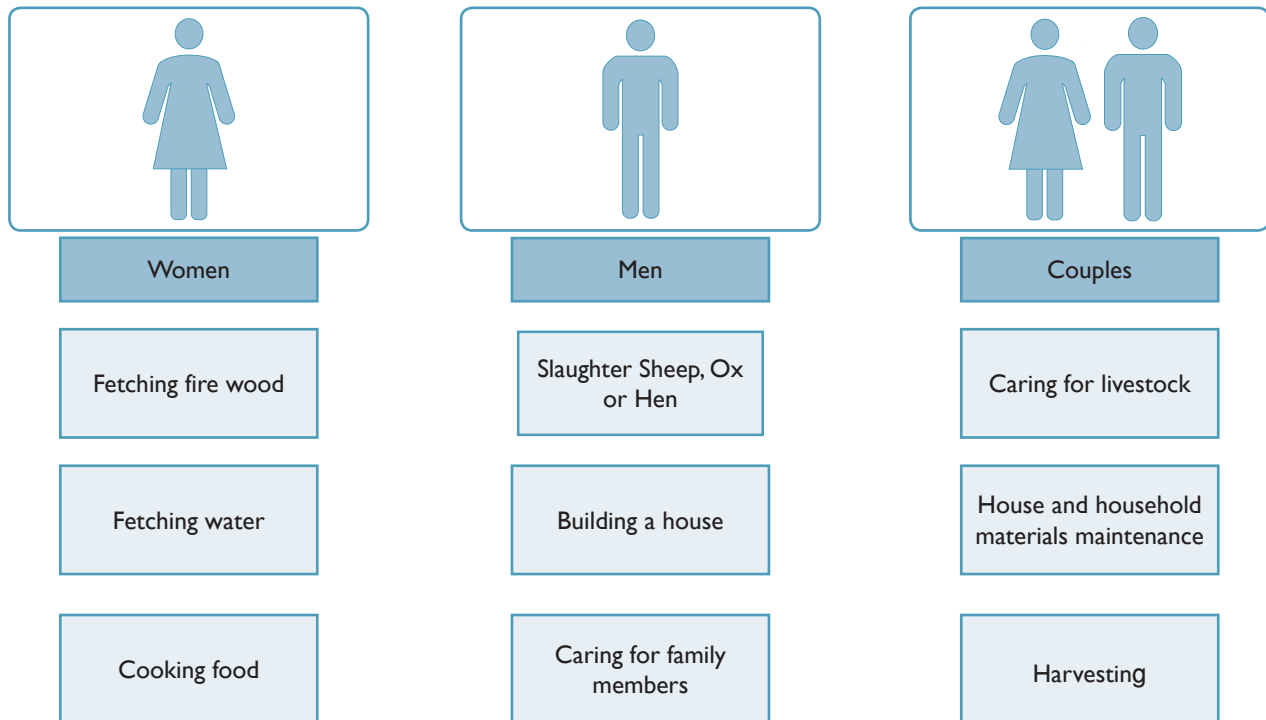 Women
Men
Couples
Fetching fire wood
Slaughter Sheep, Ox
or Hen
Caring for livestock
Fetching water
Building a house
House and household
materials maintenance
Cooking food
Caring for family
members
Harvesting